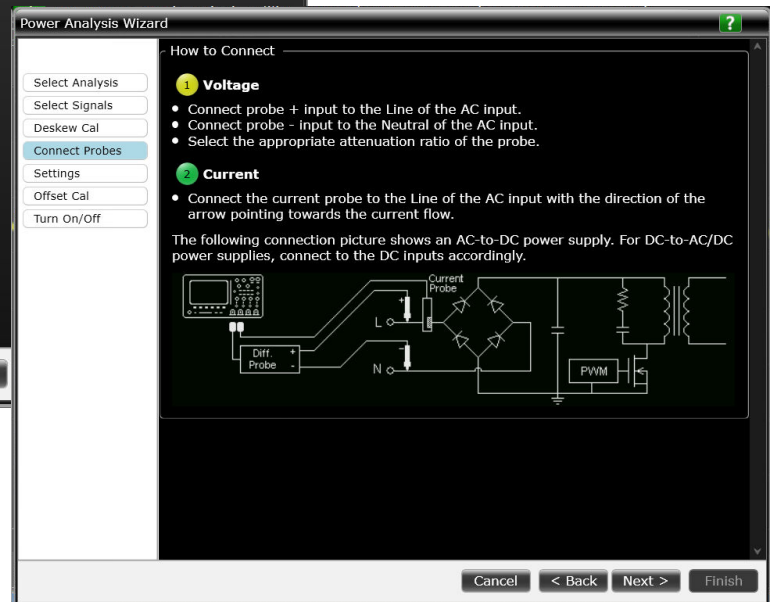 Power Analysis Wizard
?
Select Analysis
Select Signals
Deskew Cal
Connect Probes
Settings
Offset Cal
Turn On/Off
How to Connect
1 Voltage
• Connect probe + input to the Line of the AC input.
• Connect probe - input to the Neutral of the AC input.
• Select the appropriate attenuation ratio of the probe.
2 Current
• Connect the current probe to the Line of the AC input with the direction of the
arrow pointing towards the current flow.
The following connection picture shows an AC-to-DC power supply. For DC-to-AC/DC
power supplies, connect to the DC inputs accordingly.
Current
Probe
+
L
Diff. +
Probe -
-
N
PWM
Cancel
< Back
Next >
Finish